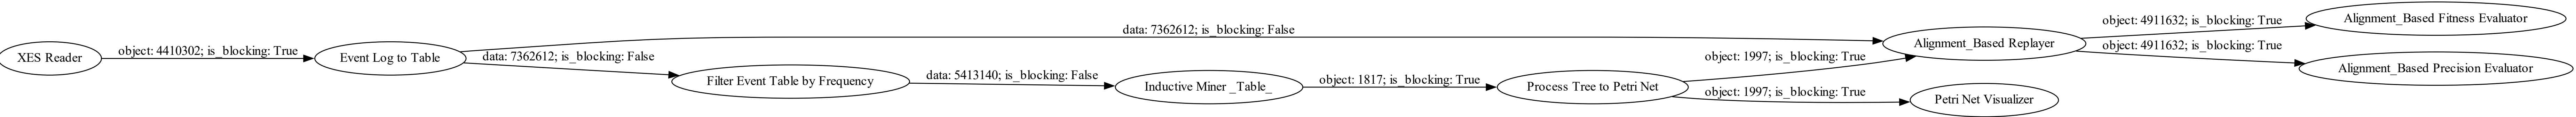 XES Reader
object: 4410302; is_blocking: True
Event Log to Table
data: 7362612; is_blocking: False
data: 7362612; is_blocking: False
Filter Event Table by Frequency
data: 5413140; is_blocking: False
Inductive Miner _Table_
object: 1817; is_blocking: True
Process Tree to Petri Net
object: 1997; is_blocking: True
object: 1997; is_blocking: True
Alignment_Based Replayer
Petri Net Visualizer
object: 4911632; is_blocking: True
object: 4911632; is_blocking: True
Alignment_Based Fitness Evaluator
Alignment_Based Precision Evaluator